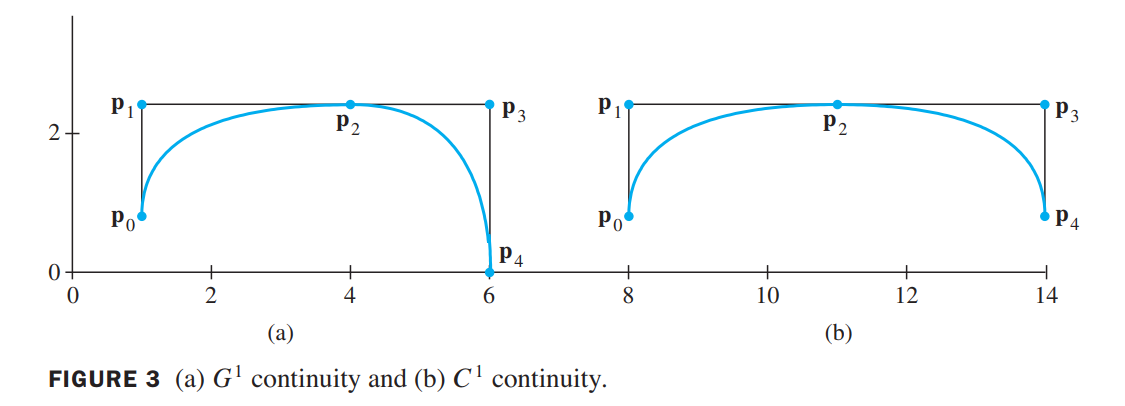 p₁ p₃ p₁ p₃
2 p₂ p₂
p₀ p₀ p₄
p₄
0
0 2 4 6 8 10 12 14
(a) (b)
FIGURE 3 (a) G¹ continuity and (b) C¹ continuity.